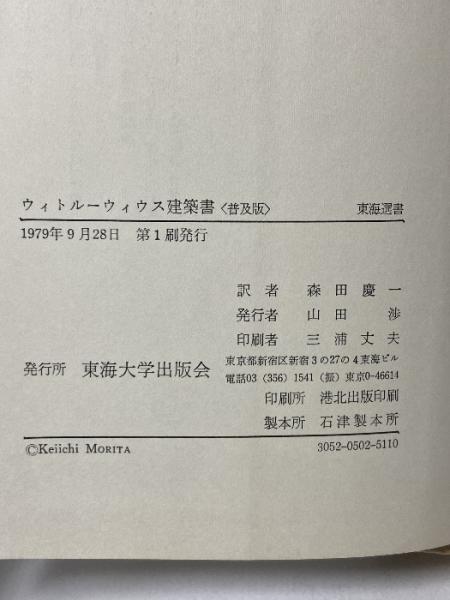 ウィトルーウィウス建築書〈普及版〉 東海選書
1979年9月28日 第1刷発行
訳者 森田慶一
発行者 山田渉
印刷者 三浦丈夫
発行所 東海大学出版会
東京都新宿区新宿3の27の4東海ビル
電話03(356)1541(振)東京0-46614
印刷所 港北出版印刷
製本所 石津製本所
©Keiichi MORITA 3052-0502-5110